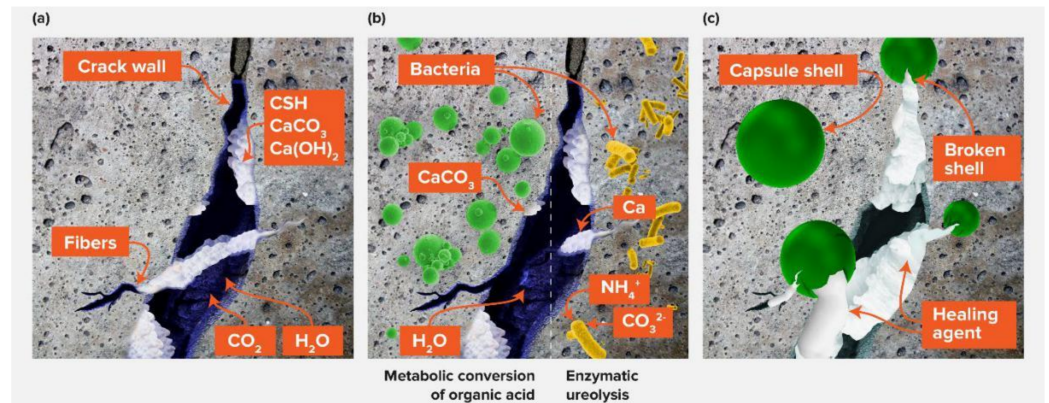 (a)
Crack wall
CSH
CaCO₃
Ca(OH)₂
Fibers
CO₂
H₂O
(b)
Bacteria
CaCO₃
Ca
NH₄⁺
CO₃²⁻
H₂O
Metabolic conversion
of organic acid
Enzymatic
ureolysis
(c)
Capsule shell
Broken
shell
Healing
agent